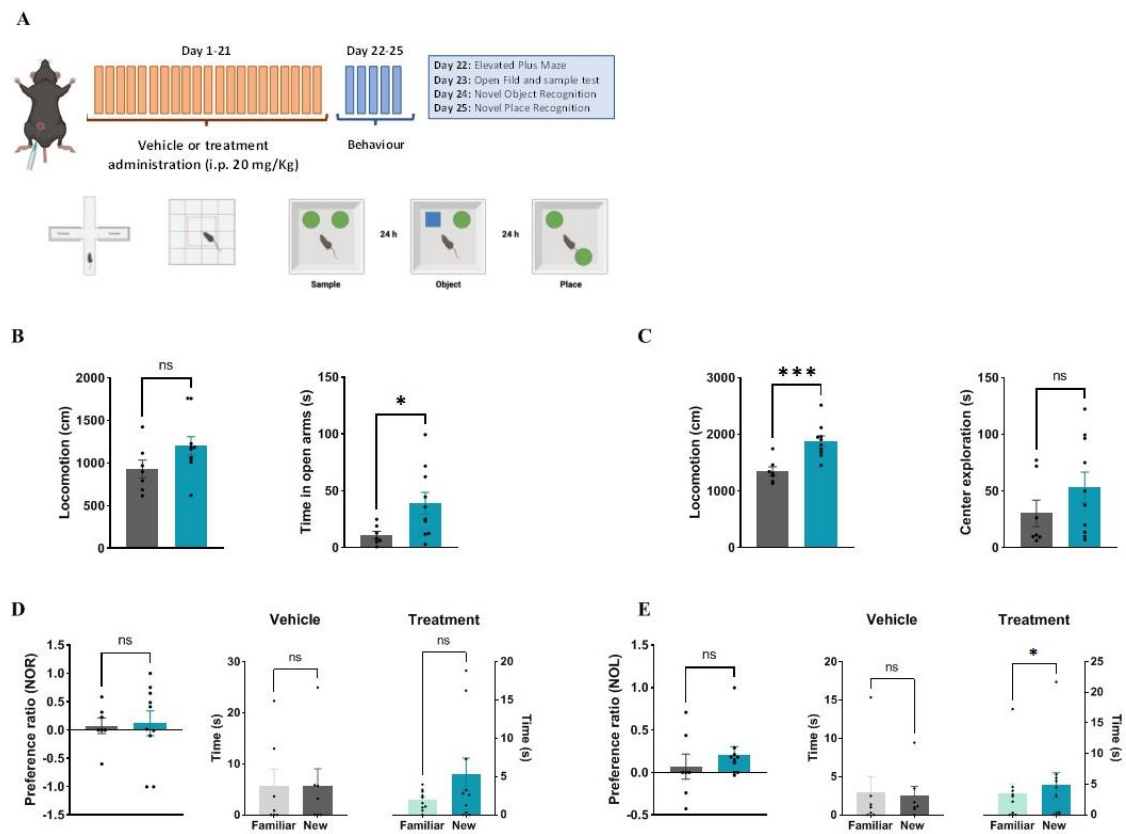 A
Day 1-21
Day 22-25
Day 22: Elevated Plus Maze
Day 23: Open Fild and sample test
Day 24: Novel Object Recognition
Day 25: Novel Place Recognition
Vehicle or treatment
administration (i.p. 20 mg/Kg)
Behaviour
24 h
24 h
Sample
Object
Place
B
Locomotion (cm)
2000
1500
1000
500
0
ns
Time in open arms (s)
150
100
50
0
*
C
Locomotion (cm)
3000
2000
1000
0
***
Center exploration (s)
150
100
50
0
ns
D
Preference ratio (NOR)
1.5
1.0
0.5
0.0
-0.5
-1.0
-1.5
ns
Vehicle
Time (s)
30
20
10
0
ns
Familiar New
Treatment
ns
20
15
10
5
0
Time (s)
Familiar New
E
Preference ratio (NOL)
1.5
1.0
0.5
0.0
-0.5
ns
Vehicle
Time (s)
20
15
10
5
0
ns
Familiar New
Treatment
*
25
20
15
10
5
0
Time (s)
Familiar New